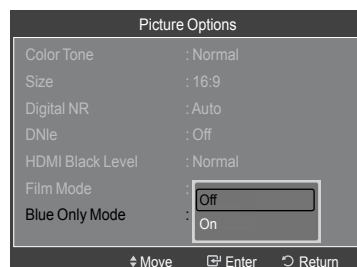 Picture Options
Color Tone : Normal
Size : 16:9
Digital NR : Auto
DNIe : Off
HDMI Black Level : Normal
Film Mode :
Off
Blue Only Mode :
On
Move Enter Return